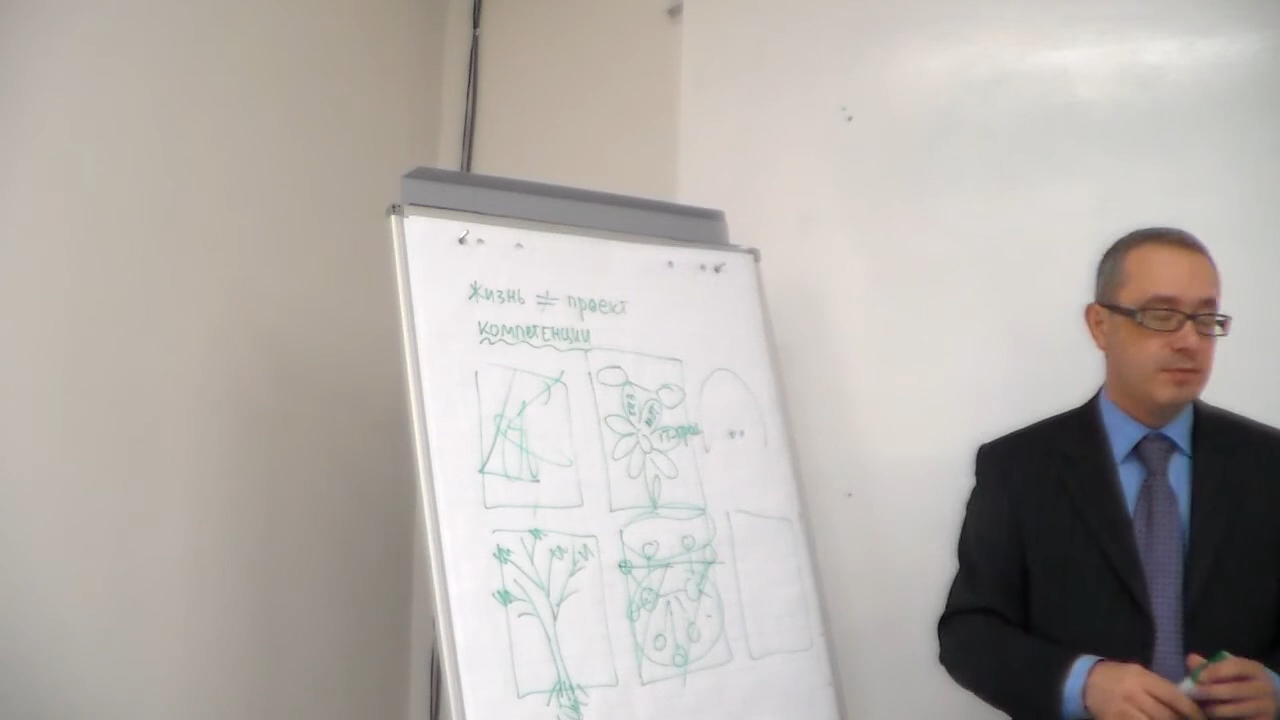 жизнь ≠ проект
компетенции